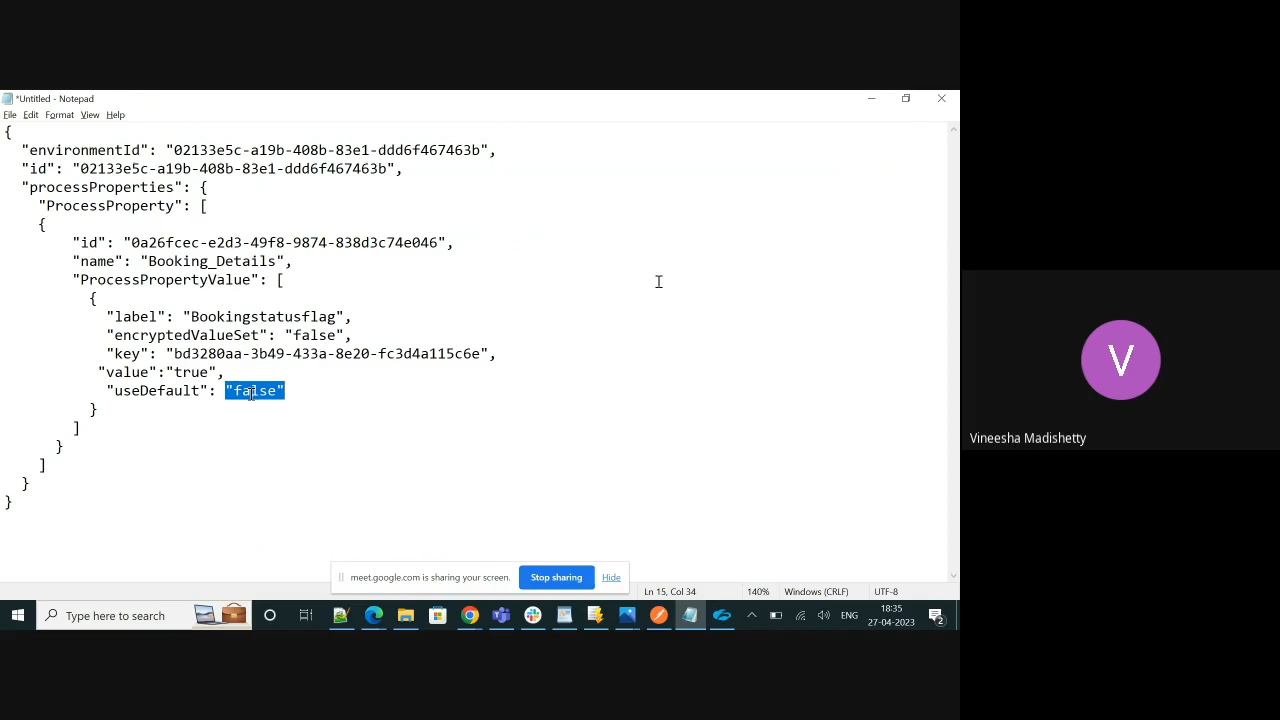 *Untitled - Notepad
File Edit Format View Help
{
"environmentId": "02133e5c-a19b-408b-83e1-ddd6f467463b",
"id": "02133e5c-a19b-408b-83e1-ddd6f467463b",
"processProperties": {
"ProcessProperty": [
{
"id": "0a26fcec-e2d3-49f8-9874-838d3c74e046",
"name": "Booking_Details",
"ProcessPropertyValue": [
{
"label": "Bookingstatusflag",
"encryptedValueSet": "false",
"key": "bd3280aa-3b49-433a-8e20-fc3d4a115c6e",
"value":"true",
"useDefault": "false"
}
]
}
]
}
}
V
Vineesha Madishetty
meet.google.com is sharing your screen. Stop sharing Hide
Ln 15, Col 34 140% Windows (CRLF) UTF-8
Type here to search
ENG
18:35
27-04-2023
2